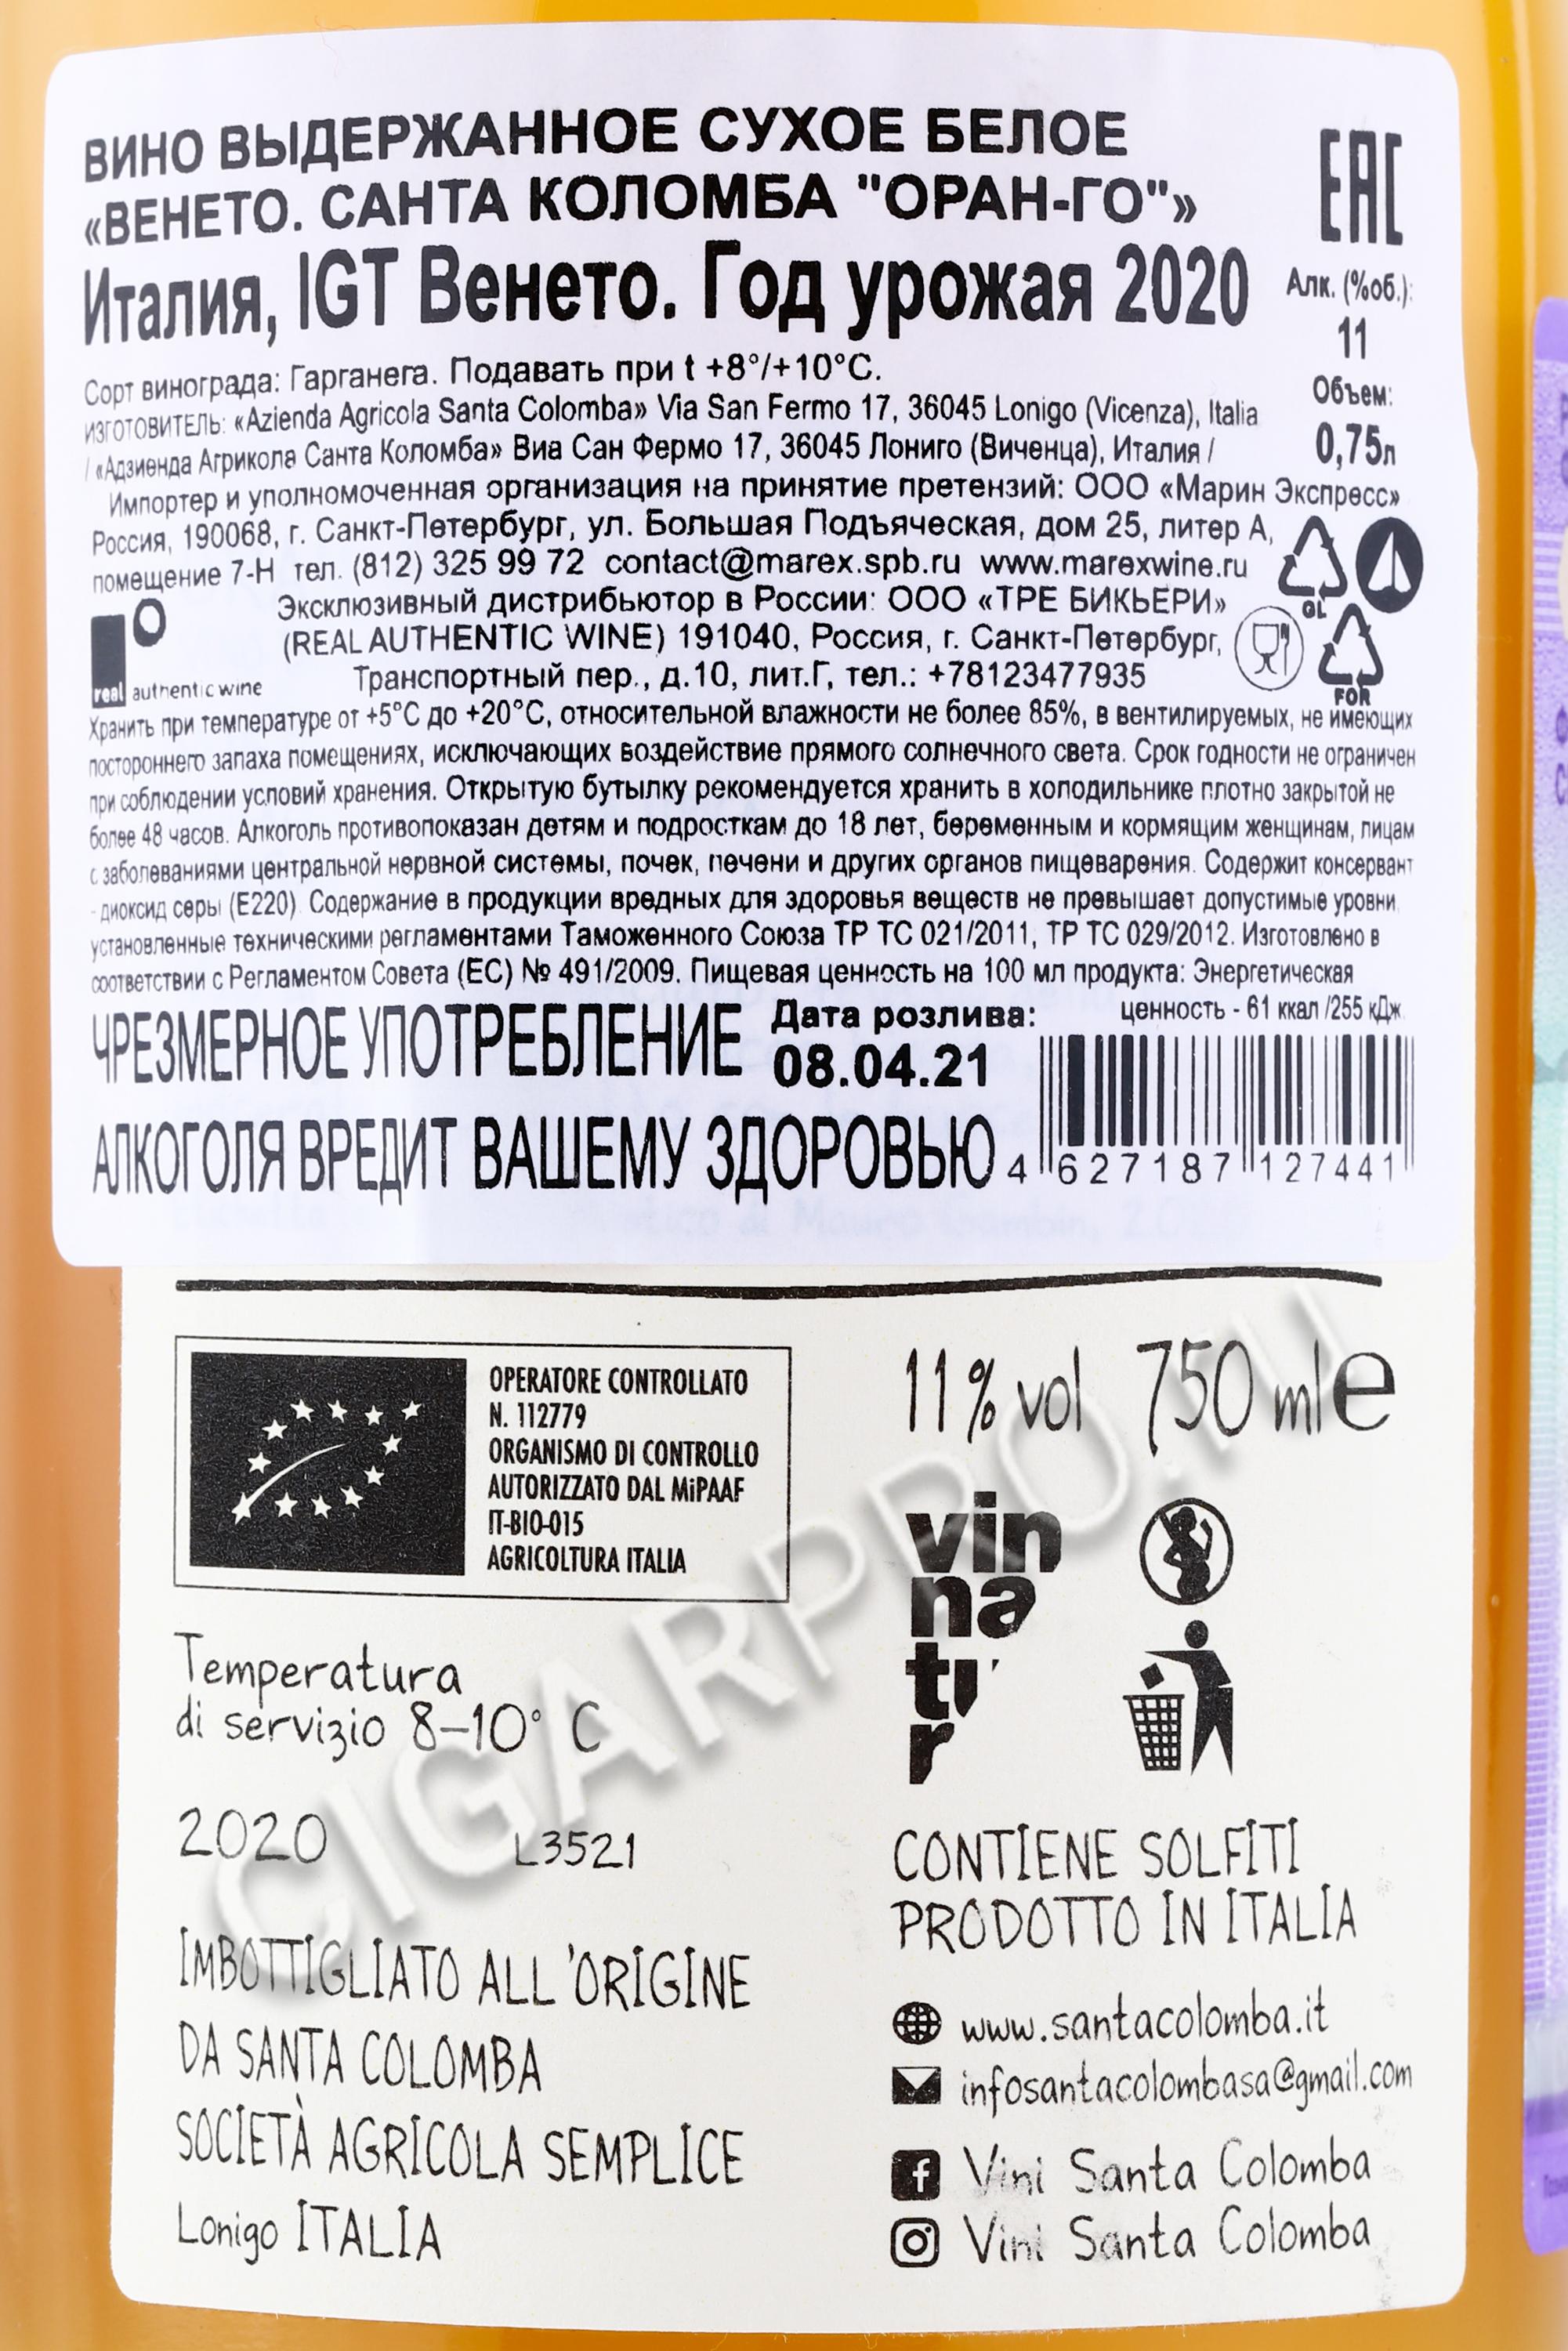 ВИНО ВЫДЕРЖАННОЕ СУХОЕ БЕЛОЕ
«ВЕНЕТО. САНТА КОЛОМБА "ОРАН-ГО"»
Италия, IGT Венето. Год урожая 2020
EAC
Алк. (%об.):
11
Объем:
0,75л
Сорт винограда: Гарганега. Подавать при t +8°/+10°C.
ИЗГОТОВИТЕЛЬ: «Azienda Agricola Santa Colomba» Via San Fermo 17, 36045 Lonigo (Vicenza), Italia
/ «Адзиенда Агрикола Санта Коломба» Виа Сан Фермо 17, 36045 Лониго (Виченца), Италия /
Импортер и уполномоченная организация на принятие претензий: ООО «Марин Экспресс»
Россия, 190068, г. Санкт-Петербург, ул. Большая Подъяческая, дом 25, литер А,
помещение 7-Н тел. (812) 325 99 72 contact@marex.spb.ru www.marexwine.ru
Эксклюзивный дистрибьютор в России: ООО «ТРЕ БИКЬЕРИ»
(REAL AUTHENTIC WINE) 191040, Россия, г. Санкт-Петербург,
Транспортный пер., д.10, лит.Г, тел.: +78123477935
real authentic wine
GL
FOR
Хранить при температуре от +5°C до +20°C, относительной влажности не более 85%, в вентилируемых, не имеющих
постороннего запаха помещениях, исключающих воздействие прямого солнечного света. Срок годности не ограничен
при соблюдении условий хранения. Открытую бутылку рекомендуется хранить в холодильнике плотно закрытой не
более 48 часов. Алкоголь противопоказан детям и подросткам до 18 лет, беременным и кормящим женщинам, лицам
с заболеваниями центральной нервной системы, почек, печени и других органов пищеварения. Содержит консервант
- диоксид серы (E220). Содержание в продукции вредных для здоровья веществ не превышает допустимые уровни
установленные техническими регламентами Таможенного Союза ТР ТС 021/2011, ТР ТС 029/2012. Изготовлено в
соответствии с Регламентом Совета (ЕС) № 491/2009. Пищевая ценность на 100 мл продукта: Энергетическая
ценность - 61 ккал /255 кДж
ЧРЕЗМЕРНОЕ УПОТРЕБЛЕНИЕ
АЛКОГОЛЯ ВРЕДИТ ВАШЕМУ ЗДОРОВЬЮ
Дата розлива:
08.04.21
4 627187 127441
OPERATORE CONTROLLATO
N. 112779
ORGANISMO DI CONTROLLO
AUTORIZZATO DAL MiPAAF
IT-BIO-015
AGRICOLTURA ITALIA
11% vol 750 ml e
vin
na
tu
r
Temperatura
di servizio 8–10° C
2020 L3521
IMBOTTIGLIATO ALL'ORIGINE
DA SANTA COLOMBA
SOCIETÀ AGRICOLA SEMPLICE
Lonigo ITALIA
CONTIENE SOLFITI
PRODOTTO IN ITALIA
www.santacolomba.it
infosantacolombasa@gmail.com
Vini Santa Colomba
Vini Santa Colomba
CIGARPRO.RU